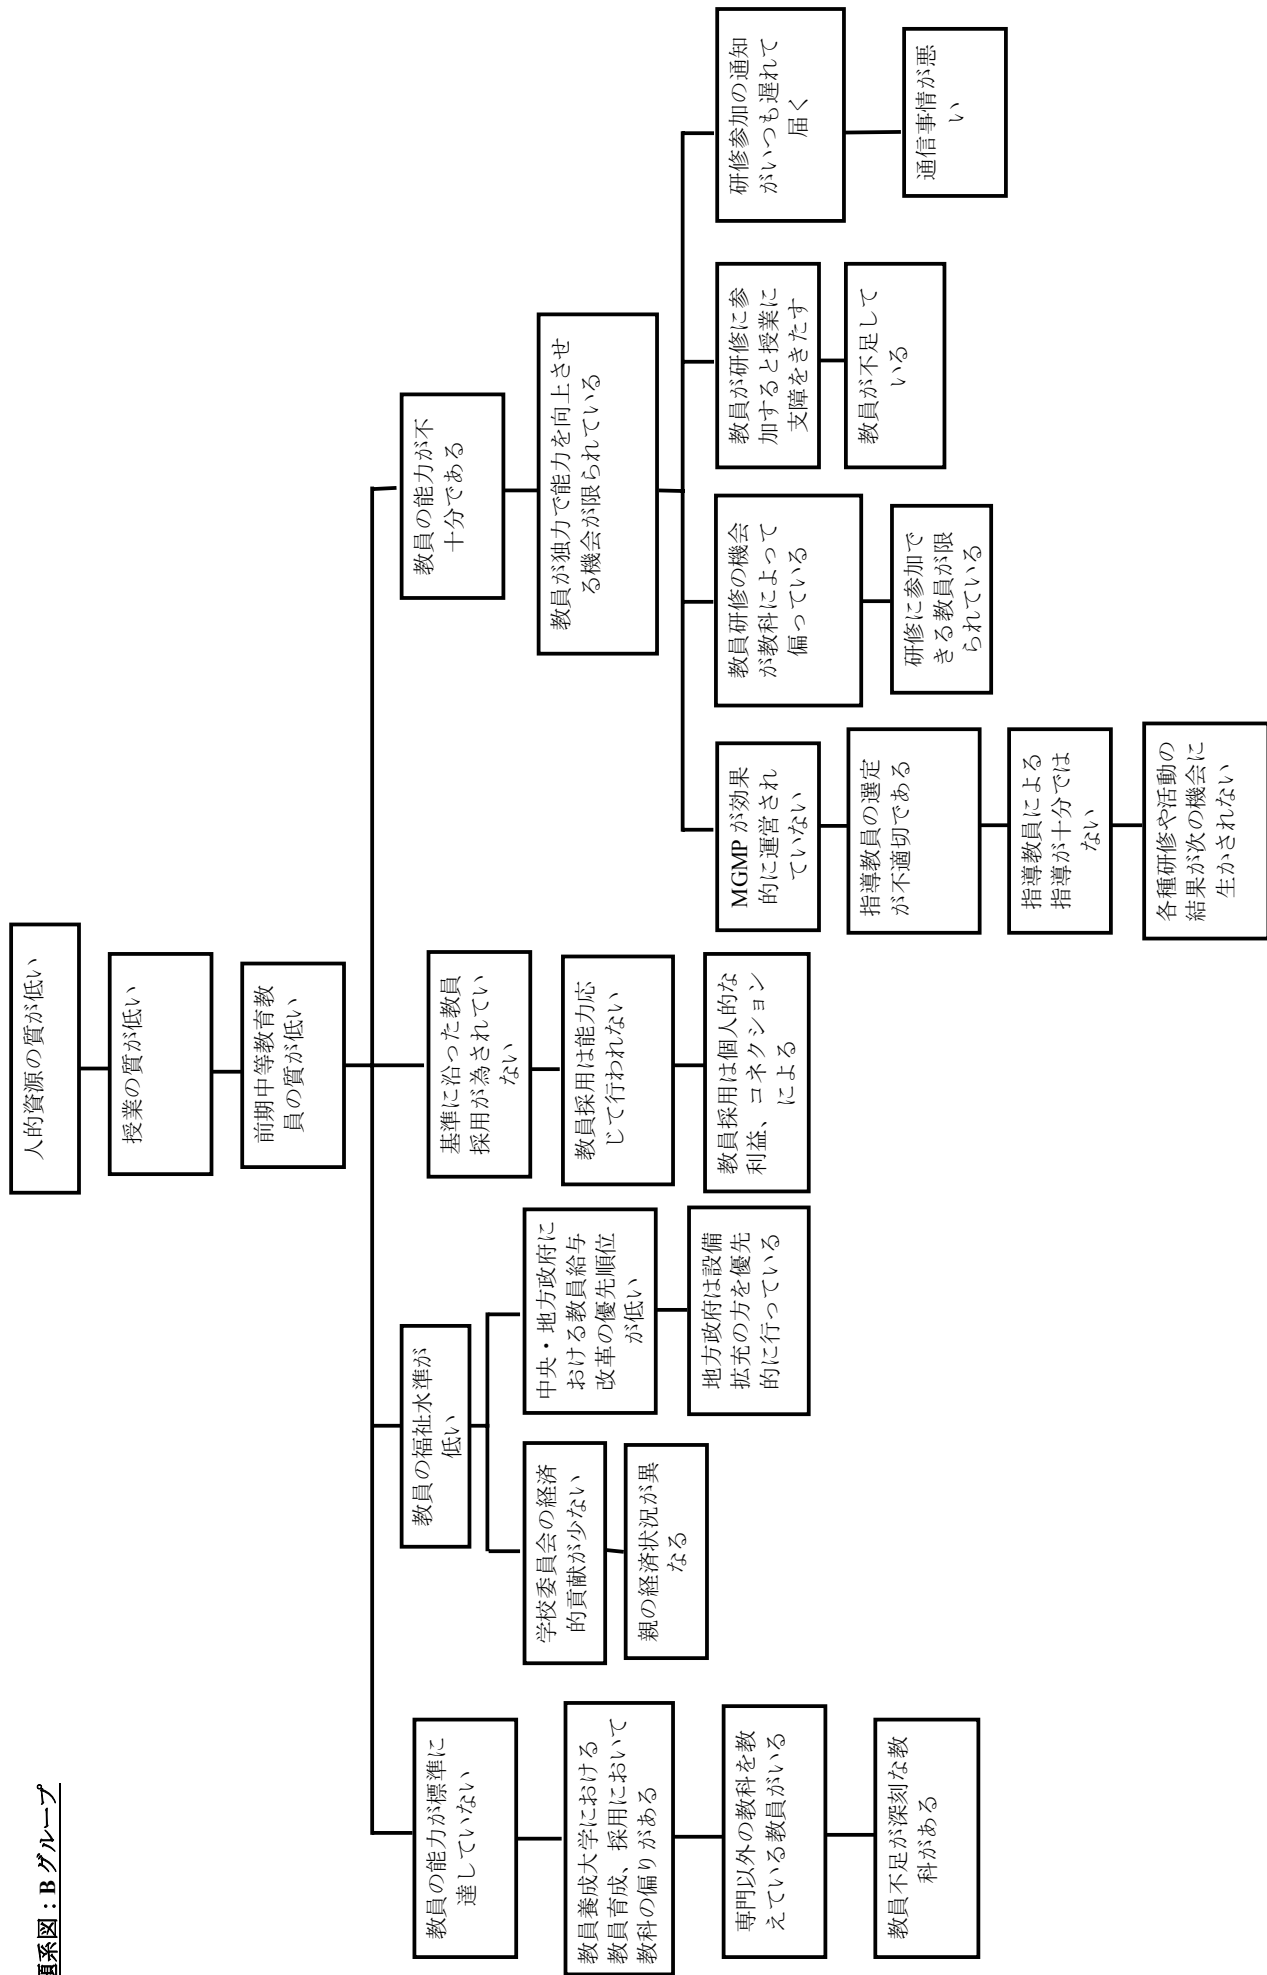 題系図：B グループ
人的資源の質が低い
授業の質が低い
前期中等教育教
員の質が低い
教員の能力が標準に
達していない
教員養成大学における
教員育成、採用において
教科の偏りがある
専門以外の教科を教
えている教員がいる
教員不足が深刻な教
科がある
教員の福祉水準が
低い
学校委員会の経済
的貢献が少ない
親の経済状況が異
なる
中央・地方政府に
おける教員給与
改革の優先順位
が低い
地方政府は設備
拡充の方を優先
的に行っている
基準に沿った教員
採用が為されてい
ない
教員採用は能力応
じて行われない
教員採用は個人的な
利益、コネクション
による
教員の能力が不
十分である
教員が独力で能力を向上させ
る機会が限られている
MGMP が効果
的に運営され
ていない
指導教員の選定
が不適切である
指導教員による
指導が十分では
ない
各種研修や活動の
結果が次の機会に
生かされない
教員研修の機会
が教科によって
偏っている
研修に参加で
きる教員が限
られている
教員が研修に参
加すると授業に
支障をきたす
教員が不足して
いる
研修参加の通知
がいつも遅れて
届く
通信事情が悪
い